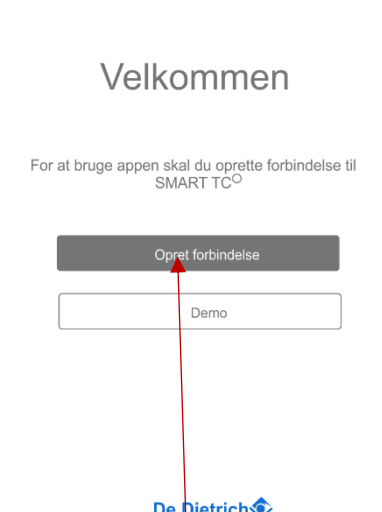 Velkommen
For at bruge appen skal du oprette forbindelse til
SMART TC°
Opret forbindelse
Demo
De Dietrich